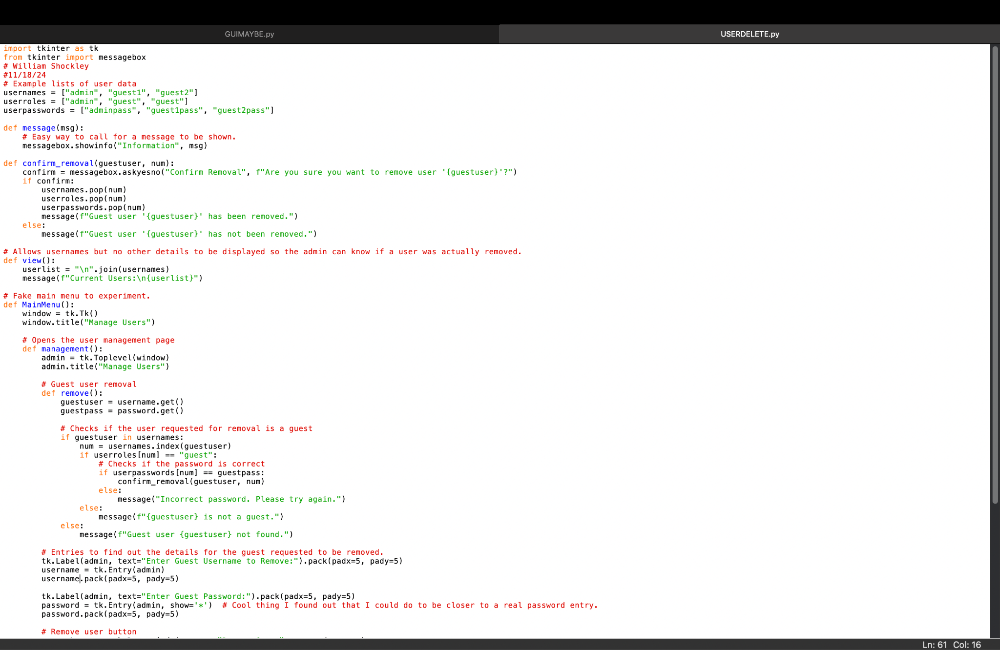 GUIMAYBE.py
USERDELETE.py
import tkinter as tk
from tkinter import messagebox
# William Shockley
#11/18/24
# Example lists of user data
usernames = ["admin", "guest1", "guest2"]
userroles = ["admin", "guest", "guest"]
userpasswords = ["adminpass", "guest1pass", "guest2pass"]

def message(msg):
    # Easy way to call for a message to be shown.
    messagebox.showinfo("Information", msg)

def confirm_removal(guestuser, num):
    confirm = messagebox.askyesno("Confirm Removal", f"Are you sure you want to remove user '{guestuser}'?")
    if confirm:
        usernames.pop(num)
        userroles.pop(num)
        userpasswords.pop(num)
        message(f"Guest user '{guestuser}' has been removed.")
    else:
        message(f"Guest user '{guestuser}' has not been removed.")

# Allows usernames but no other details to be displayed so the admin can know if a user was actually removed.
def view():
    userlist = "\n".join(usernames)
    message(f"Current Users:\n{userlist}")

# Fake main menu to experiment.
def MainMenu():
    window = tk.Tk()
    window.title("Manage Users")

    # Opens the user management page
    def management():
        admin = tk.Toplevel(window)
        admin.title("Manage Users")

        # Guest user removal
        def remove():
            guestuser = username.get()
            guestpass = password.get()

            # Checks if the user requested for removal is a guest
            if guestuser in usernames:
                num = usernames.index(guestuser)
                if userroles[num] == "guest":
                    # Checks if the password is correct
                    if userpasswords[num] == guestpass:
                        confirm_removal(guestuser, num)
                    else:
                        message("Incorrect password. Please try again.")
                else:
                    message(f"{guestuser} is not a guest.")
            else:
                message(f"Guest user {guestuser} not found.")

        # Entries to find out the details for the guest requested to be removed.
        tk.Label(admin, text="Enter Guest Username to Remove:").pack(padx=5, pady=5)
        username = tk.Entry(admin)
        username.pack(padx=5, pady=5)

        tk.Label(admin, text="Enter Guest Password:").pack(padx=5, pady=5)
        password = tk.Entry(admin, show='*')  # Cool thing I found out that I could do to be closer to a real password entry.
        password.pack(padx=5, pady=5)

        # Remove user button
Ln: 61 Col: 16